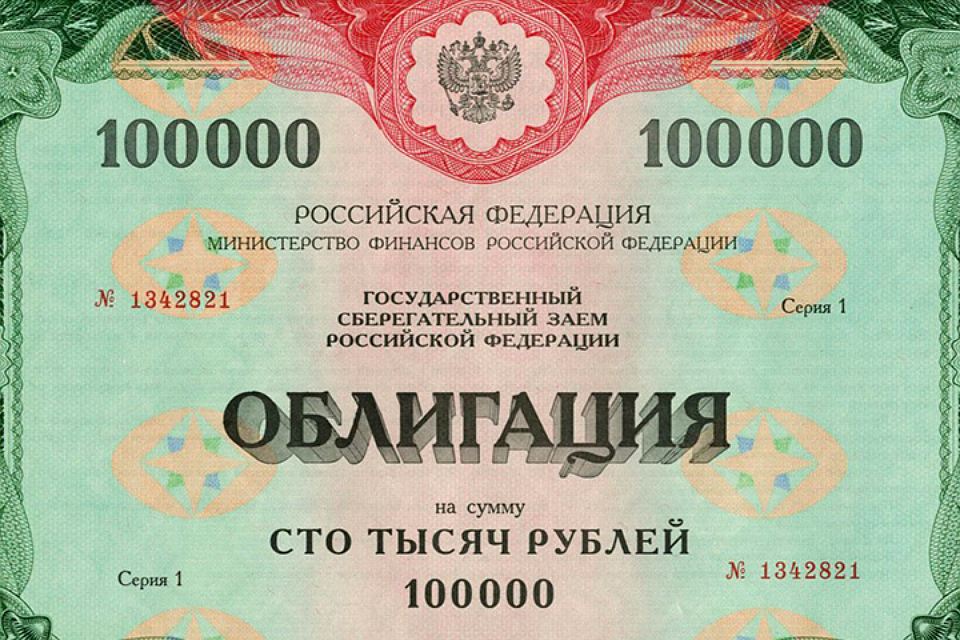 100000 100000
РОССИЙСКАЯ ФЕДЕРАЦИЯ
МИНИСТЕРСТВО ФИНАНСОВ РОССИЙСКОЙ ФЕДЕРАЦИИ
№ 1342821
ГОСУДАРСТВЕННЫЙ
СБЕРЕГАТЕЛЬНЫЙ ЗАЕМ
РОССИЙСКОЙ ФЕДЕРАЦИИ
Серия 1
ОБЛИГАЦИЯ
на сумму
СТО ТЫСЯЧ РУБЛЕЙ
100000
Серия 1
№ 1342821